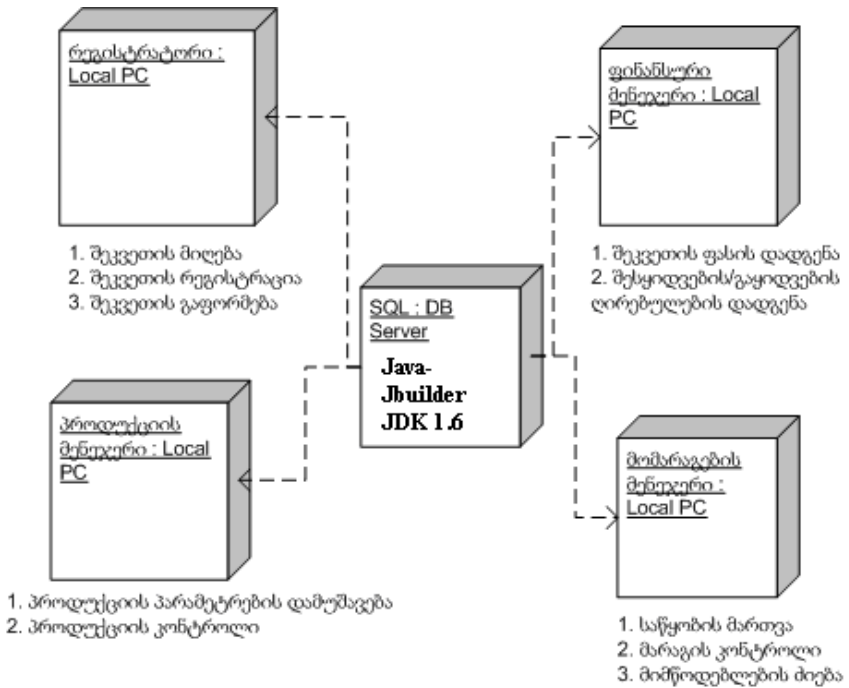 რეგისტრატორი :
Local PC
1. შეკვეთის მიღება
2. შეკვეთის რეგისტრაცია
3. შეკვეთის გაფორმება
ფინანსური
მენეჯერი : Local
PC
1. შეკვეთის ფასის დადგენა
2. შესყიდვების/გაყიდვების
ღირებულების დადგენა
SQL : DB
Server
Java-
Jbuilder
JDK 1.6
პროდუქციის
მენეჯერი : Local
PC
1. პროდუქციის პარამეტრების დამუშავება
2. პროდუქციის კონტროლი
მომარაგების
მენეჯერი :
Local PC
1. საწყობის მართვა
2. მარაგის კონტროლი
3. მიმწოდებლების ძიება